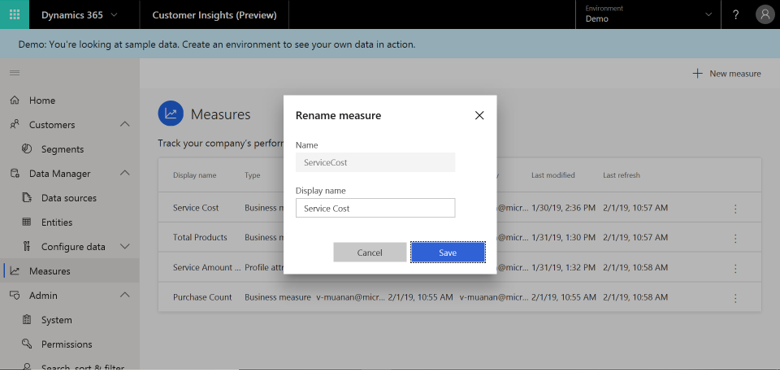 Dynamics 365
Customer Insights (Preview)
Environment
Demo
?
Demo: You're looking at sample data. Create an environment to see your own data in action.
New measure
Home
Customers
Segments
Data Manager
Data sources
Entities
Configure data
Measures
Admin
System
Permissions
Search, sort & filter
Measures
Track your company's perfor
Display name Type Last modified Last refresh
Service Cost Business m @micr... 1/30/19, 2:36 PM 2/1/19, 10:57 AM
Total Products Business m @micr... 1/31/19, 1:30 PM 2/1/19, 10:57 AM
Service Amount ... Profile attr @micr... 1/31/19, 1:32 PM 2/1/19, 10:58 AM
Purchase Count Business measure v-muanan@micr... 2/1/19, 10:55 AM v-muanan@micr... 2/1/19, 10:55 AM 2/1/19, 10:58 AM
Rename measure
Name
ServiceCost
Display name
Service Cost
Cancel
Save